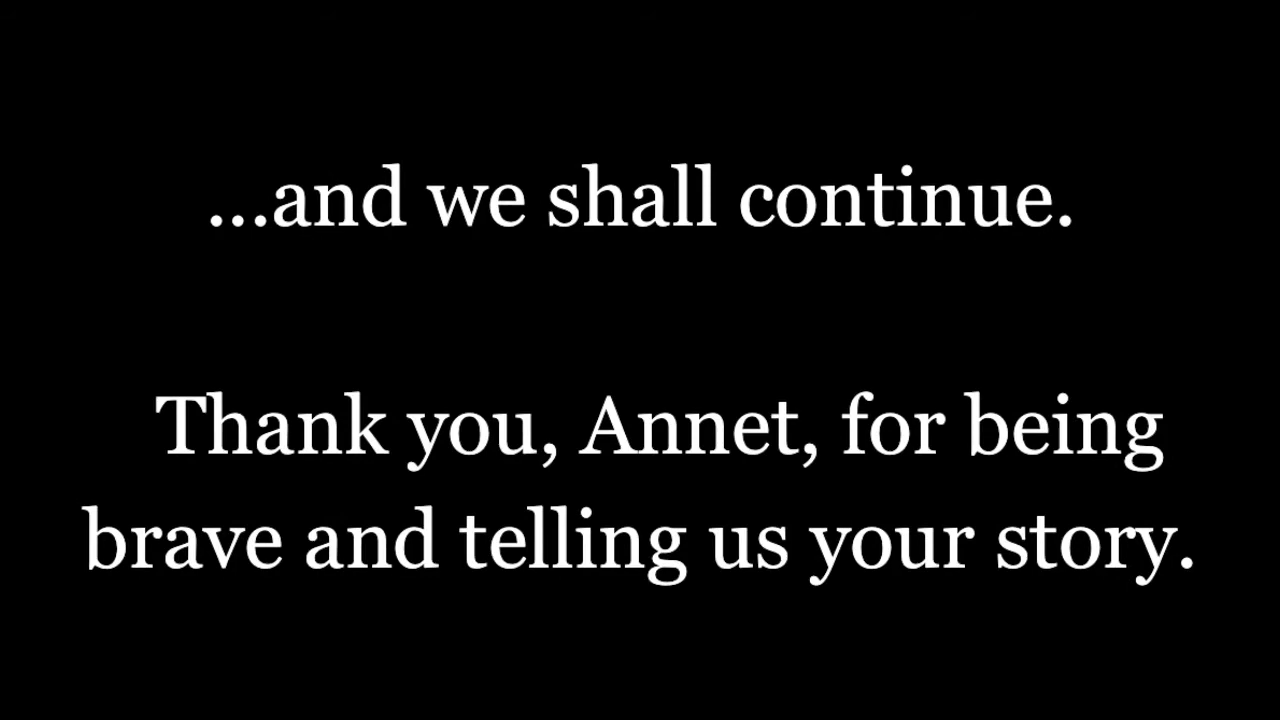 ...and we shall continue.
Thank you, Annet, for being
brave and telling us your story.